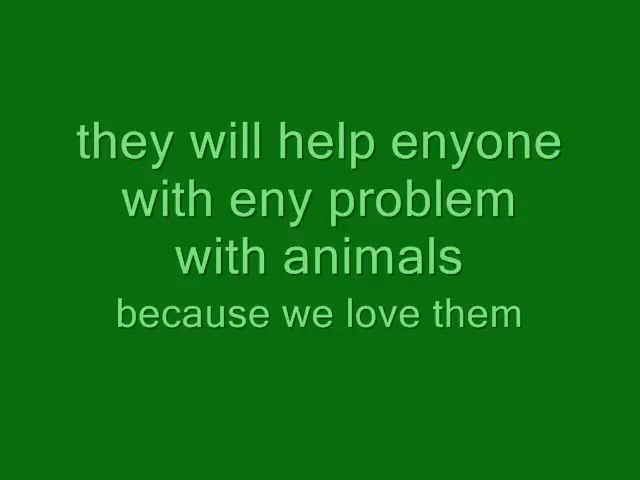 they will help enyone
with eny problem
with animals
because we love them